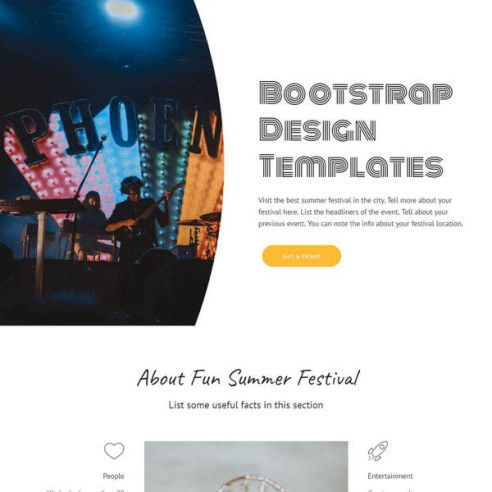 PHOEN
Bootstrap
Design
Templates
Visit the best summer festival in the city. Tell more about your
festival here. List the headliners of the event. Tell about your
previous event. You can note the info about your festival location.
Get a ticket
About Fun Summer Festival
List some useful facts in this section
People
Entertainment